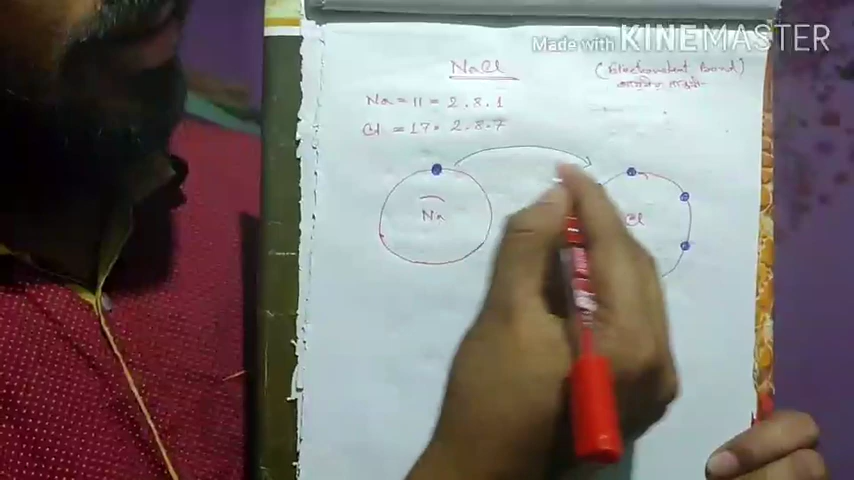 Made with KINEMASTER
NaCl
(Electrovalent Bond)
Na = 11 = 2.8.1
Cl = 17 = 2.8.7
Na
Cl